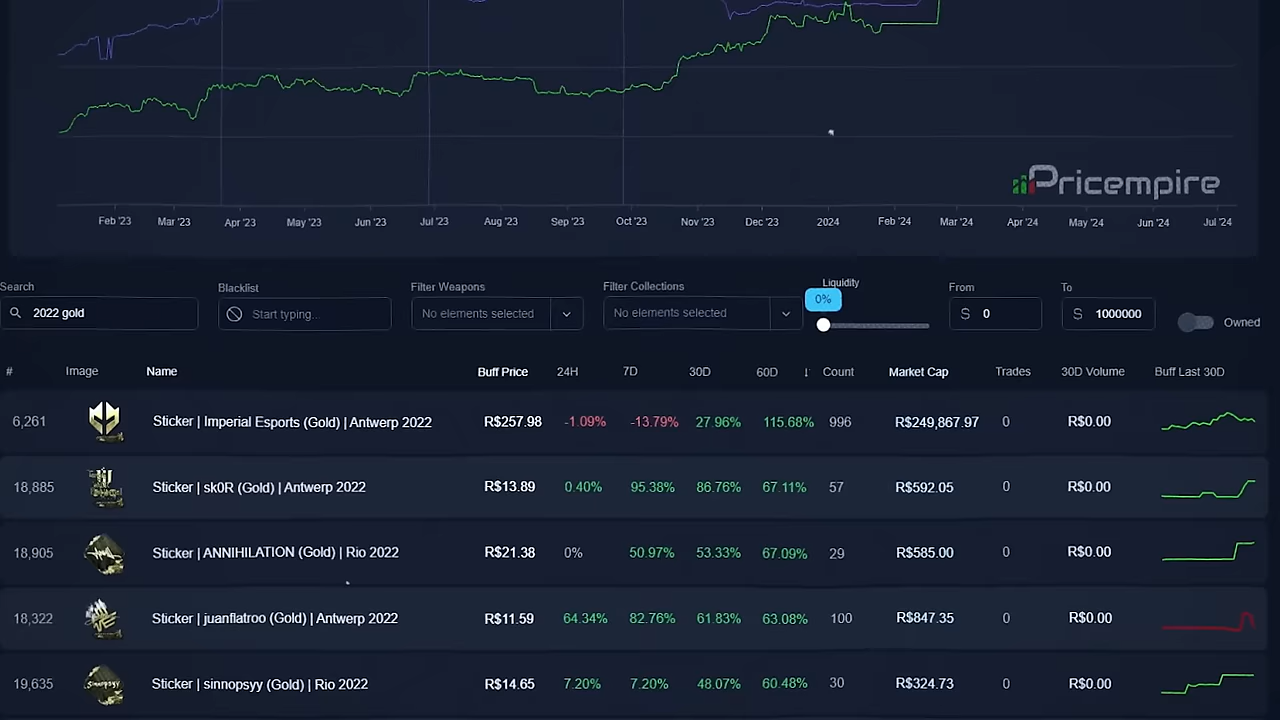 Pricempire
Feb '23 Mar '23 Apr '23 May '23 Jun '23 Jul '23 Aug '23 Sep '23 Oct '23 Nov '23 Dec '23 2024 Feb '24 Mar '24 Apr '24 May '24 Jun '24 Jul '24
Search Blacklist Filter Weapons Filter Collections Liquidity From To
0%
2022 gold Start typing... No elements selected No elements selected $ 0 $ 1000000 Owned
# Image Name Buff Price 24H 7D 30D 60D Count Market Cap Trades 30D Volume Buff Last 30D
6,261 Sticker | Imperial Esports (Gold) | Antwerp 2022 R$257.98 -1.09% -13.79% 27.96% 115.68% 996 R$249,867.97 0 R$0.00
18,885 Sticker | sk0R (Gold) | Antwerp 2022 R$13.89 0.40% 95.38% 86.76% 67.11% 57 R$592.05 0 R$0.00
18,905 Sticker | ANNIHILATION (Gold) | Rio 2022 R$21.38 0% 50.97% 53.33% 67.09% 29 R$585.00 0 R$0.00
18,322 Sticker | juanflatroo (Gold) | Antwerp 2022 R$11.59 64.34% 82.76% 61.83% 63.08% 100 R$847.35 0 R$0.00
19,635 Sticker | sinnopsyy (Gold) | Rio 2022 R$14.65 7.20% 7.20% 48.07% 60.48% 30 R$324.73 0 R$0.00